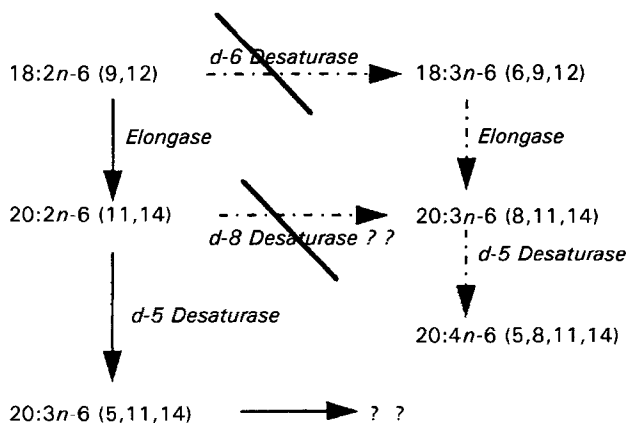 d-6 Desaturase
18:2n-6 (9,12) 18:3n-6 (6,9,12)
Elongase Elongase
20:2n-6 (11,14) 20:3n-6 (8,11,14)
d-8 Desaturase ? ?
d-5 Desaturase
d-5 Desaturase
20:4n-6 (5,8,11,14)
20:3n-6 (5,11,14) ? ?